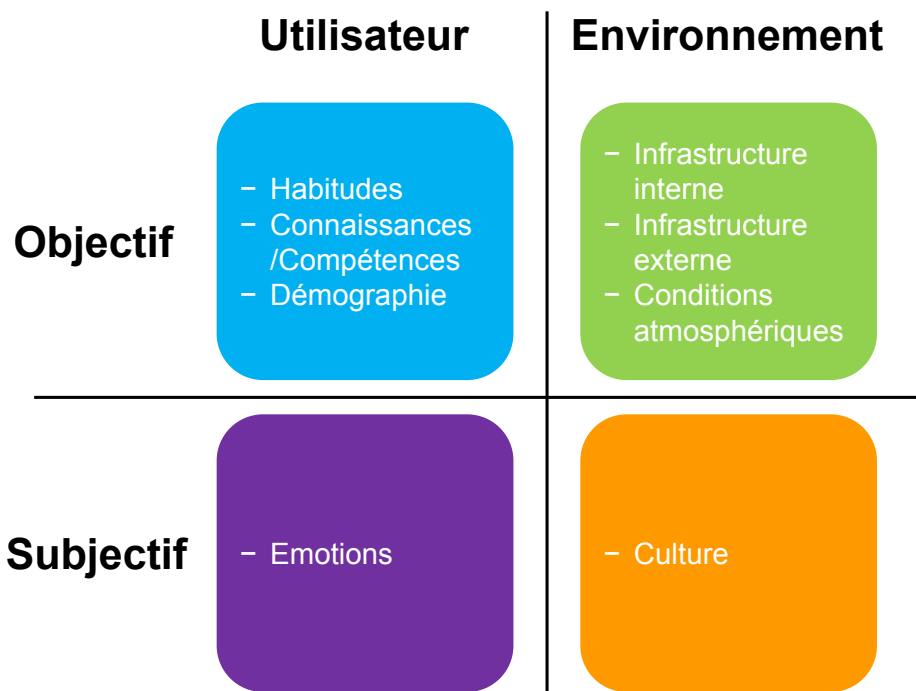 Utilisateur
Environnement
Objectif
− Habitudes
− Connaissances
/Compétences
− Démographie
− Infrastructure
interne
− Infrastructure
externe
− Conditions
atmosphériques
Subjectif
− Emotions
− Culture